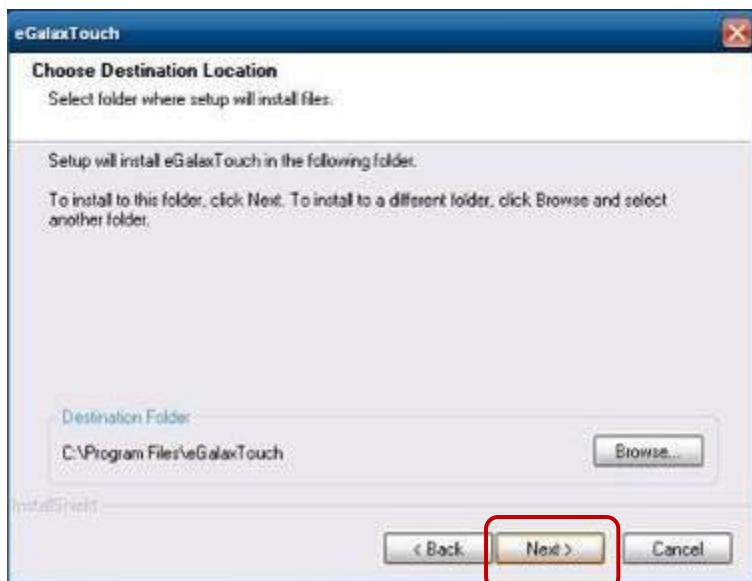 eGalaxTouch
Choose Destination Location
Select folder where setup will install files.
Setup will install eGalaxTouch in the following folder.
To install to this folder, click Next. To install to a different folder, click Browse and select
another folder.
Destination Folder
C:\Program Files\eGalaxTouch
Browse...
InstallShield
< Back
Next >
Cancel